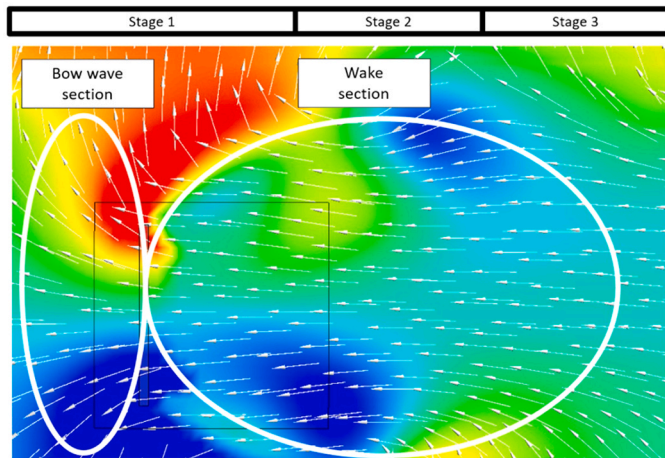 Stage 1
Stage 2
Stage 3
Bow wave
section
Wake
section